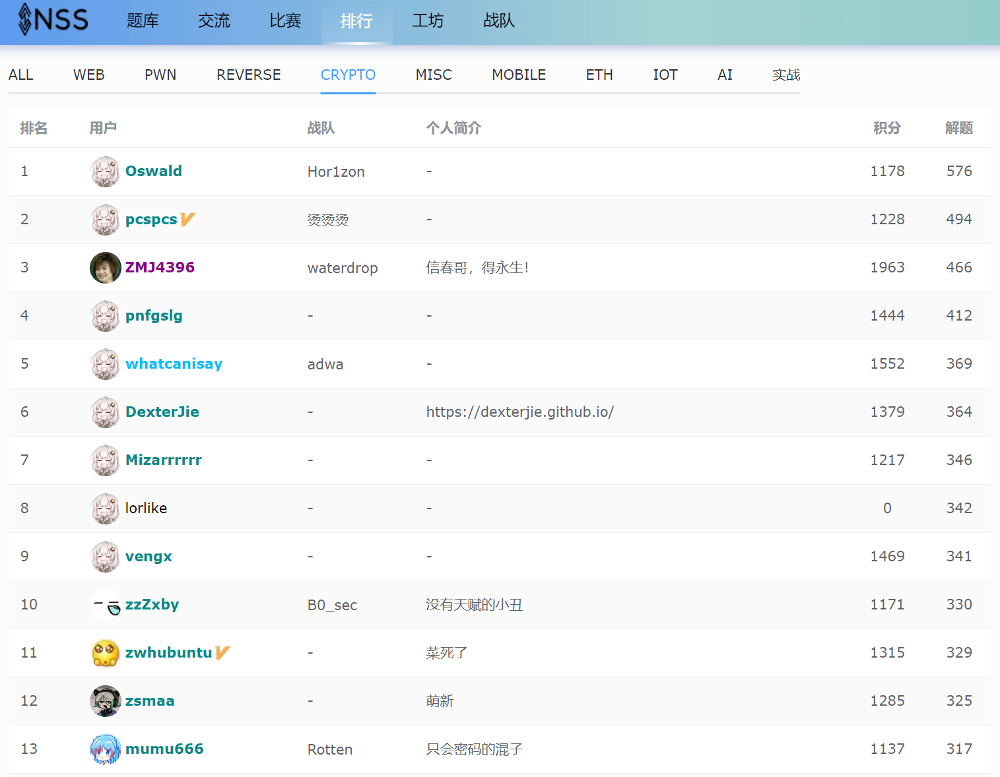 NSS 题库 交流 比赛 排行 工坊 战队
ALL WEB PWN REVERSE CRYPTO MISC MOBILE ETH IOT AI 实战
排名 用户 战队 个人简介 积分 解题
1 Oswald Hor1zon - 1178 576
2 pcspcs 烫烫烫 - 1228 494
3 ZMJ4396 waterdrop 信春哥，得永生！ 1963 466
4 pnfgslg - - 1444 412
5 whatcanisay adwa - 1552 369
6 DexterJie - https://dexterjie.github.io/ 1379 364
7 Mizarrrrrr - - 1217 346
8 lorlike - - 0 342
9 vengx - - 1469 341
10 zzZxby B0_sec 没有天赋的小丑 1171 330
11 zwhubuntu - 菜死了 1315 329
12 zsmaa - 萌新 1285 325
13 mumu666 Rotten 只会密码的混子 1137 317